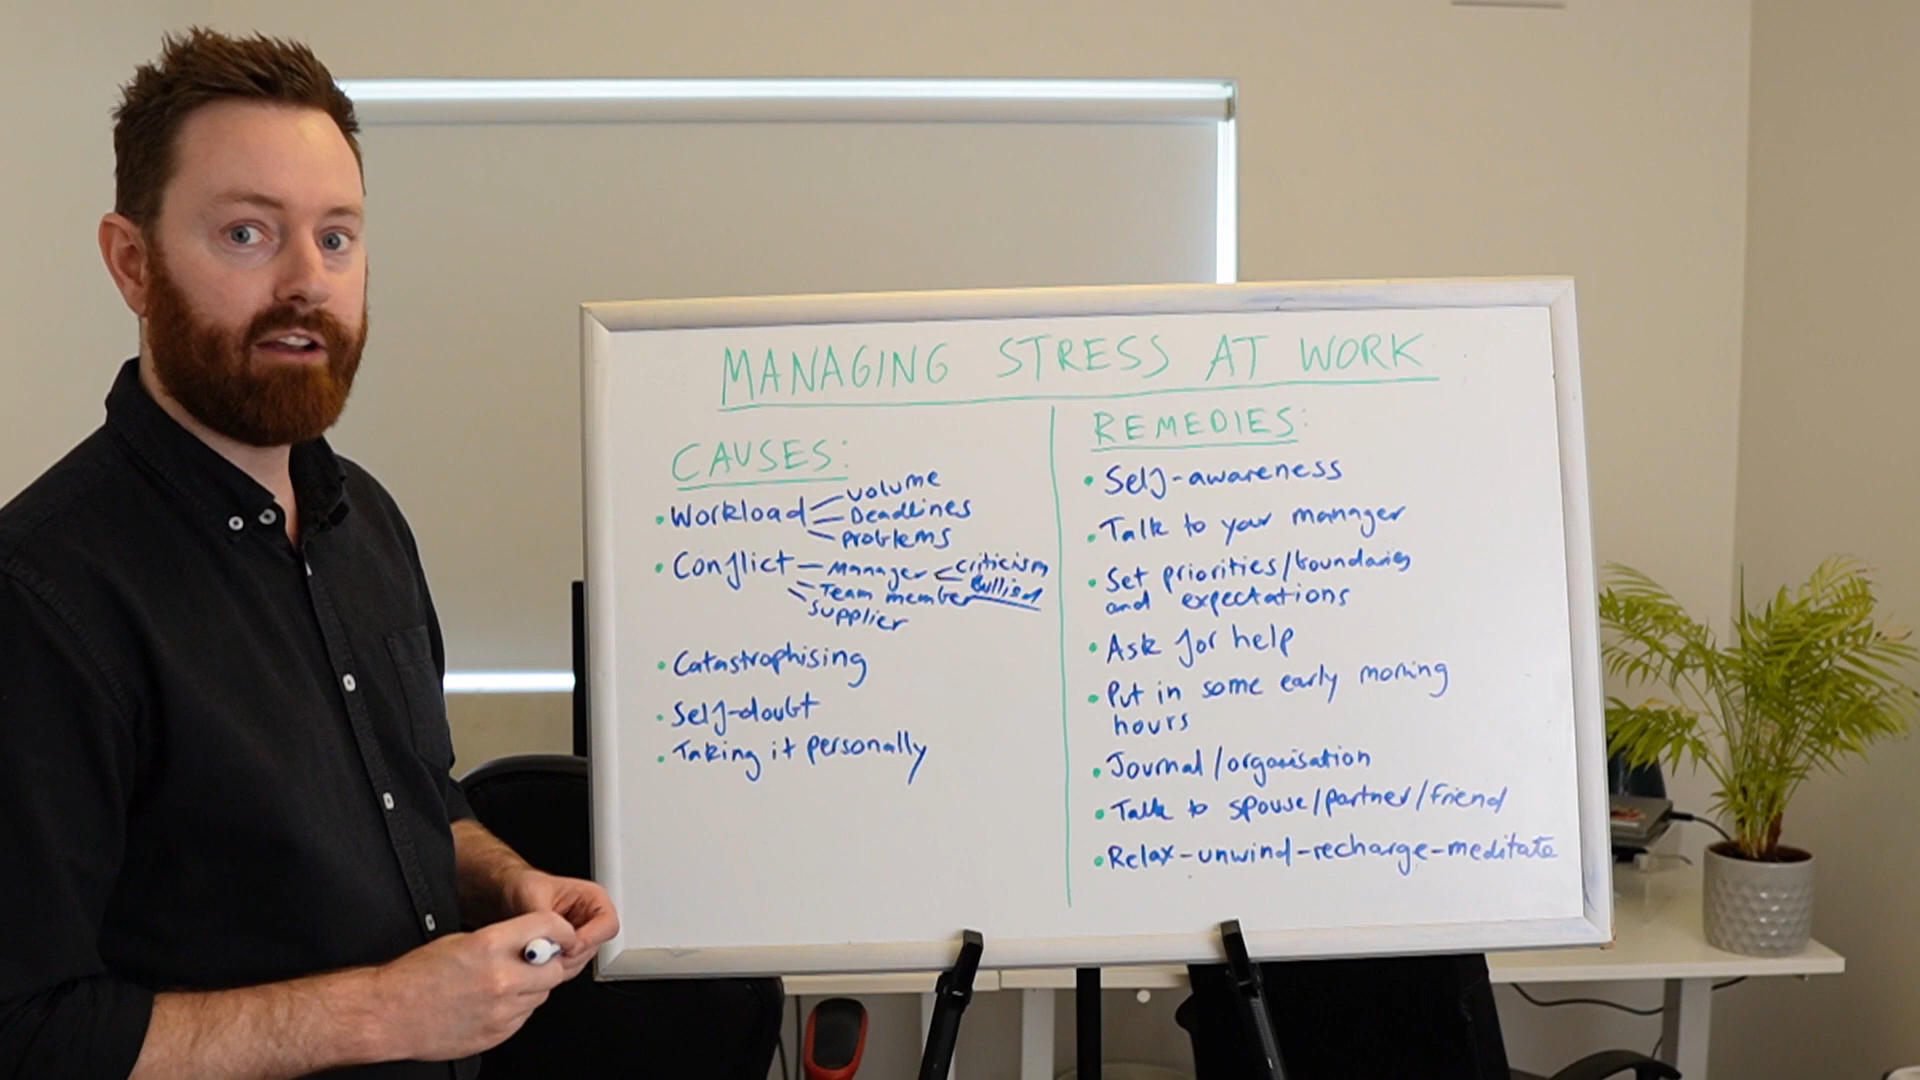 MANAGING STRESS AT WORK
CAUSES:
• Workload
volume
Deadlines
problems
• Conflict
manager
criticism
Bullied
Team member
supplier
• Catastrophising
• Self-doubt
• Taking it personally
REMEDIES:
• Self-awareness
• Talk to your manager
• Set priorities/boundaries
and expectations
• Ask for help
• Put in some early morning
hours
• Journal/organisation
• Talk to spouse/partner/friend
• Relax-unwind-recharge-meditate